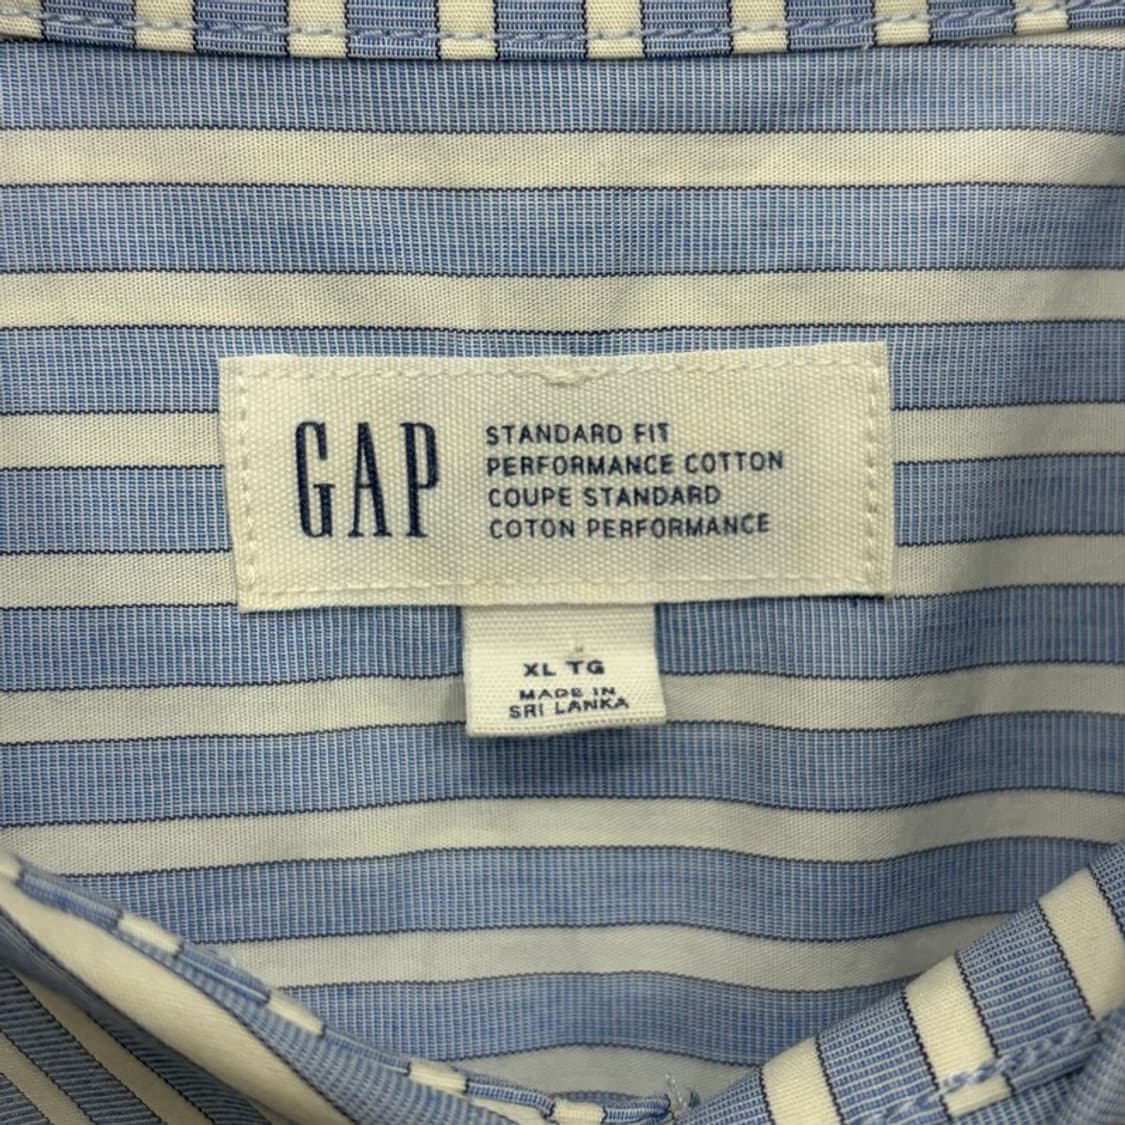 GAP
STANDARD FIT
PERFORMANCE COTTON
COUPE STANDARD
COTON PERFORMANCE
XL TG
MADE IN
SRI LANKA